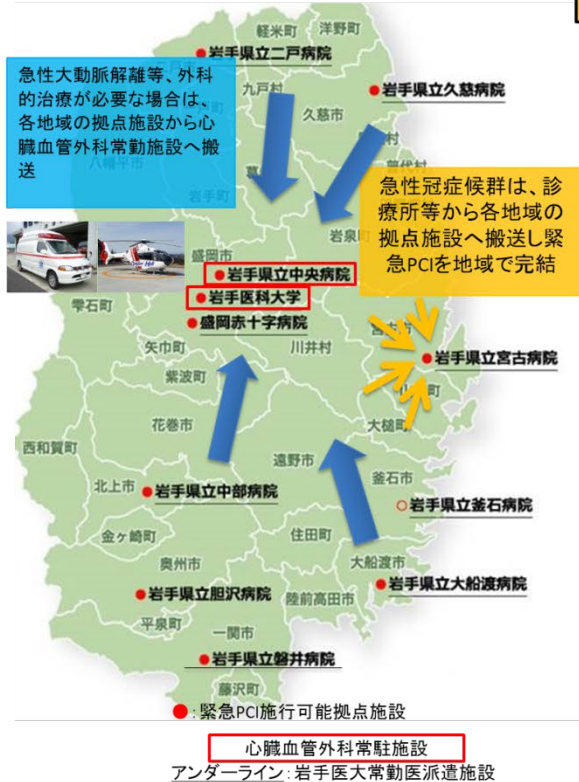 軽米町
洋野町
岩手県立二戸病院
急性大動脈解離等、外科
的治療が必要な場合は、
各地域の拠点施設から心
臓血管外科常勤施設へ搬
送
九戸村
岩手県立久慈病院
久慈市
急性冠症候群は、診
療所等から各地域の
拠点施設へ搬送し緊
急PCIを地域で完結
岩手町
岩泉町
盛岡市
岩手県立中央病院
岩手医科大学
雫石町
盛岡赤十字病院
矢巾町
川井村
岩手県立宮古病院
紫波町
花巻市
大槌町
西和賀町
遠野市
釜石市
北上市
岩手県立中部病院
岩手県立釜石病院
金ヶ崎町
住田町
奥州市
大船渡市
岩手県立胆沢病院
岩手県立大船渡病院
陸前高田市
平泉町
一関市
岩手県立磐井病院
藤沢町
●:緊急PCI施行可能拠点施設
心臓血管外科常駐施設
アンダーライン:岩手医大常勤医派遣施設